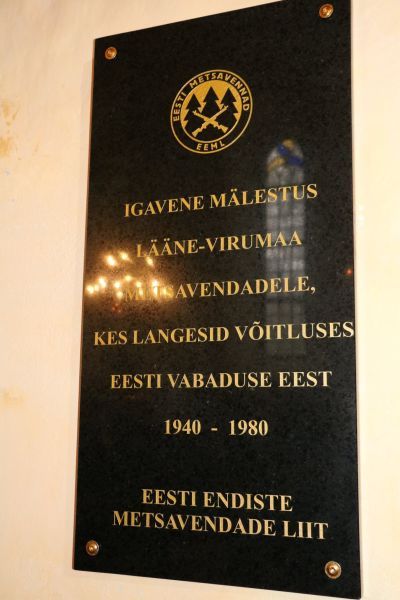 EESTI METSAVENNAD
EEML
IGAVENE MÄLESTUS
LÄÄNE-VIRUMAA
METSAVENDADELE,
KES LANGESID VÕITLUSES
EESTI VABADUSE EEST
1940 - 1980
EESTI ENDISTE
METSAVENDADE LIIT